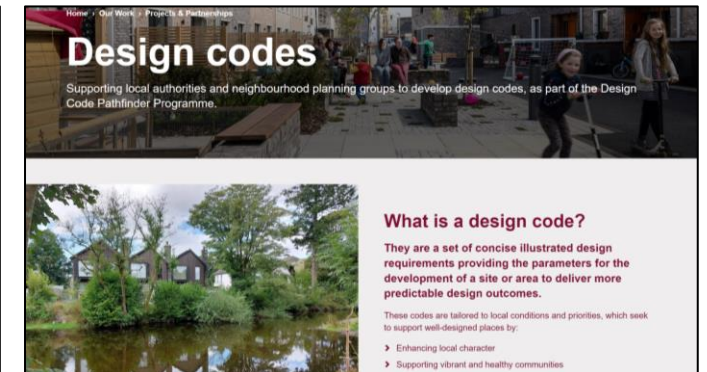 Home › Our Work › Projects & Partnerships
Design codes
Supporting local authorities and neighbourhood planning groups to develop design codes, as part of the Design
Code Pathfinder Programme.
What is a design code?
They are a set of concise illustrated design
requirements providing the parameters for the
development of a site or area to deliver more
predictable design outcomes.
These codes are tailored to local conditions and priorities, which seek
to support well-designed places by:
› Enhancing local character
› Supporting vibrant and healthy communities